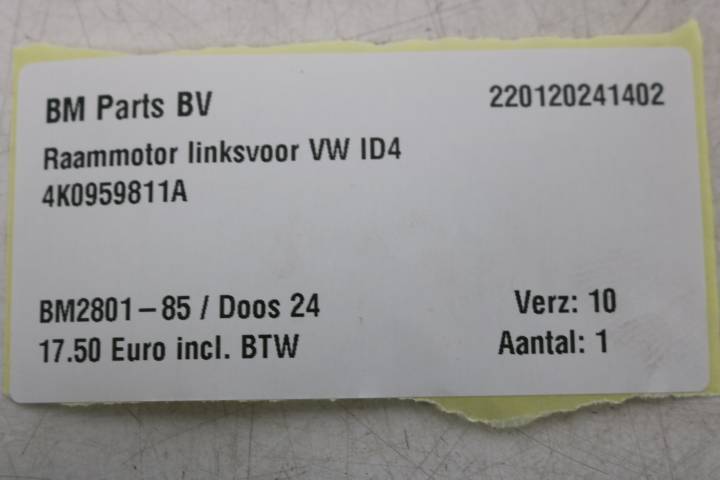 BM Parts BV 220120241402
Raammotor linksvoor VW ID4
4K0959811A
BM2801-85 / Doos 24 Verz: 10
17.50 Euro incl. BTW Aantal: 1